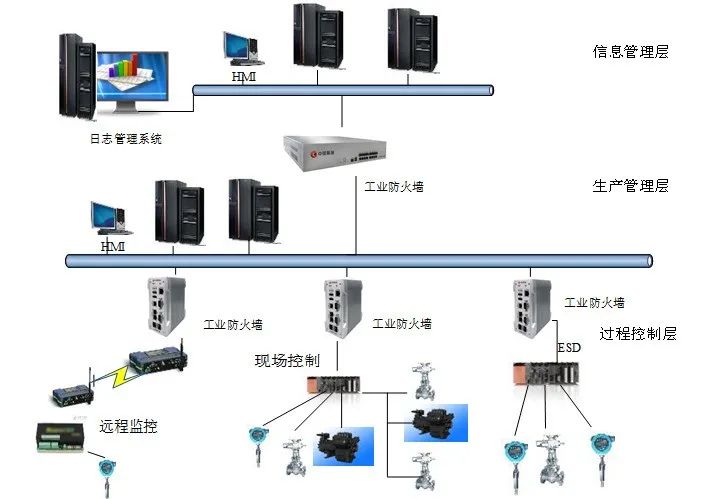 信息管理层
HMI
日志管理系统
工业防火墙
生产管理层
HMI
工业防火墙
工业防火墙
工业防火墙
过程控制层
现场控制
ESD
远程监控